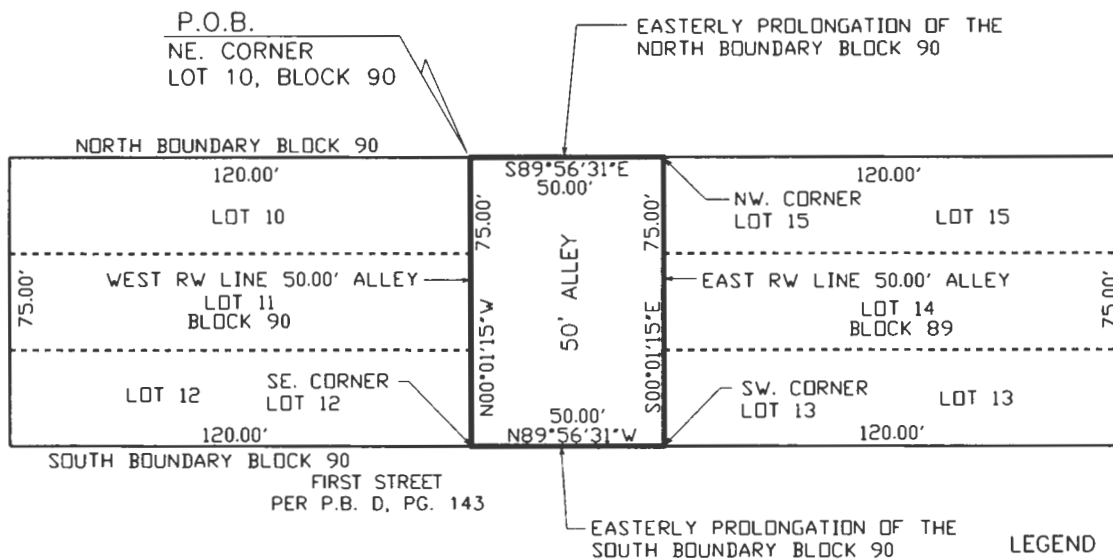 P.O.B.
NE. CORNER
LOT 10, BLOCK 90
EASTERLY PROLONGATION OF THE
NORTH BOUNDARY BLOCK 90
NORTH BOUNDARY BLOCK 90
120.00'
LOT 10
S89°56'31"E
50.00'
75.00'
75.00'
NW. CORNER
LOT 15
120.00'
LOT 15
75.00'
WEST RW LINE 50.00' ALLEY
LOT 11
BLOCK 90
50' ALLEY
EAST RW LINE 50.00' ALLEY
LOT 14
BLOCK 89
75.00'
N00°01'15"W
S00°01'15"E
LOT 12
SE. CORNER
LOT 12
120.00'
50.00'
N89°56'31"W
SW. CORNER
LOT 13
LOT 13
120.00'
SOUTH BOUNDARY BLOCK 90
FIRST STREET
PER P.B. D, PG. 143
EASTERLY PROLONGATION OF THE
SOUTH BOUNDARY BLOCK 90
LEGEND